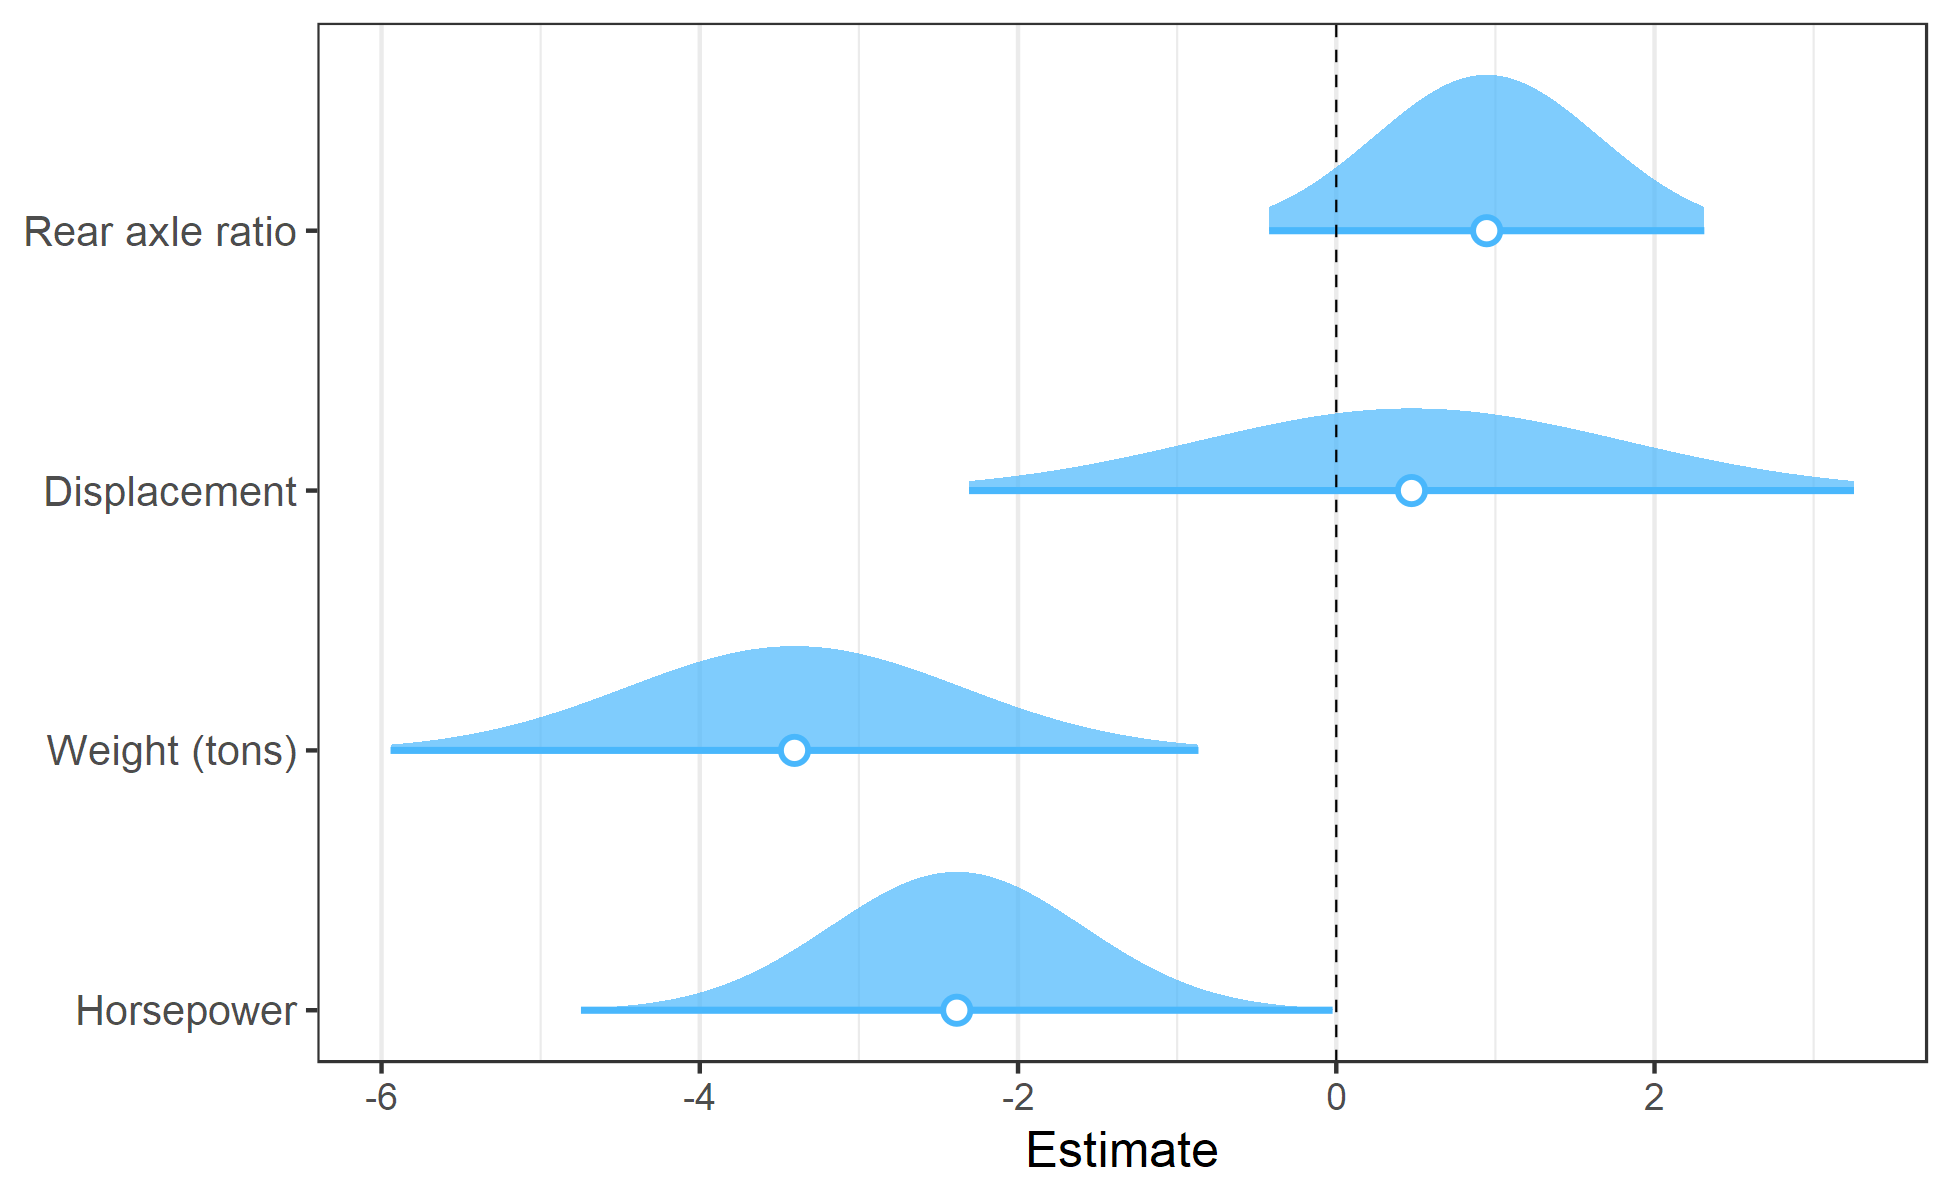 Rear axle ratio
Displacement
Weight (tons)
Horsepower
-6 -4 -2 0 2
Estimate